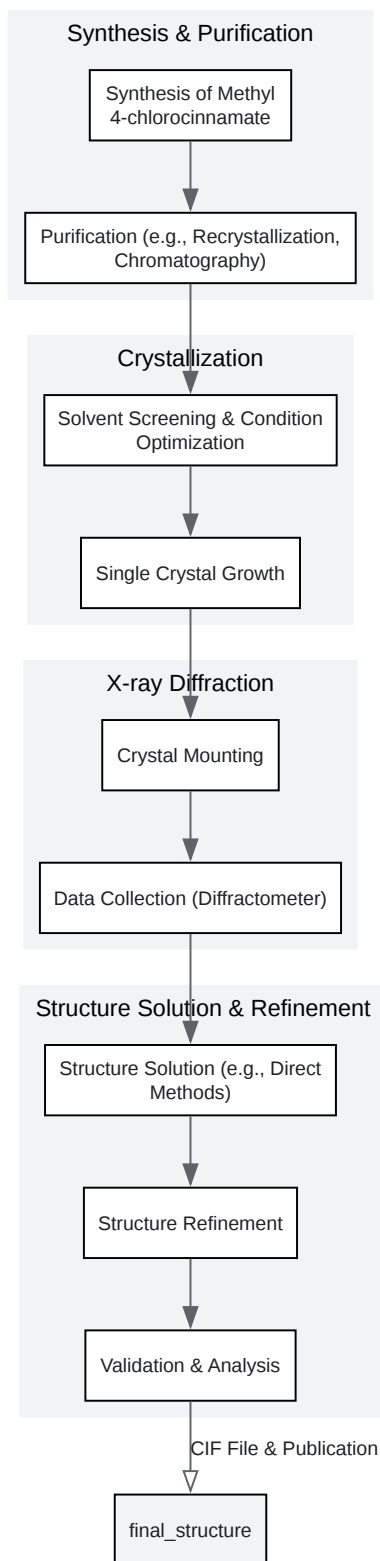 Synthesis & Purification
Synthesis of Methyl
4-chlorocinnamate
Purification (e.g., Recrystallization,
Chromatography)
Crystallization
Solvent Screening & Condition
Optimization
Single Crystal Growth
X-ray Diffraction
Crystal Mounting
Data Collection (Diffractometer)
Structure Solution & Refinement
Structure Solution (e.g., Direct
Methods)
Structure Refinement
Validation & Analysis
CIF File & Publication
final_structure